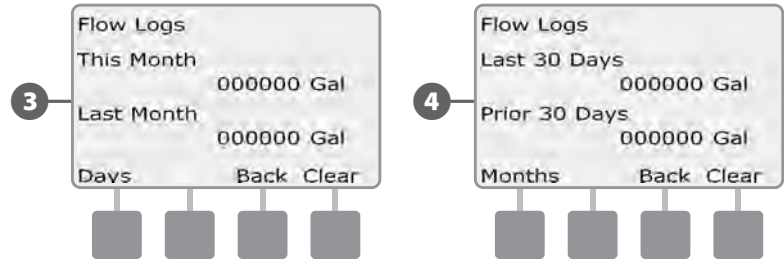 3
Flow Logs
This Month
000000 Gal
Last Month
000000 Gal
Days Back Clear
4
Flow Logs
Last 30 Days
000000 Gal
Prior 30 Days
000000 Gal
Months Back Clear